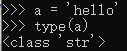 >>> a = 'hello'
>>> type(a)
<class 'str'>